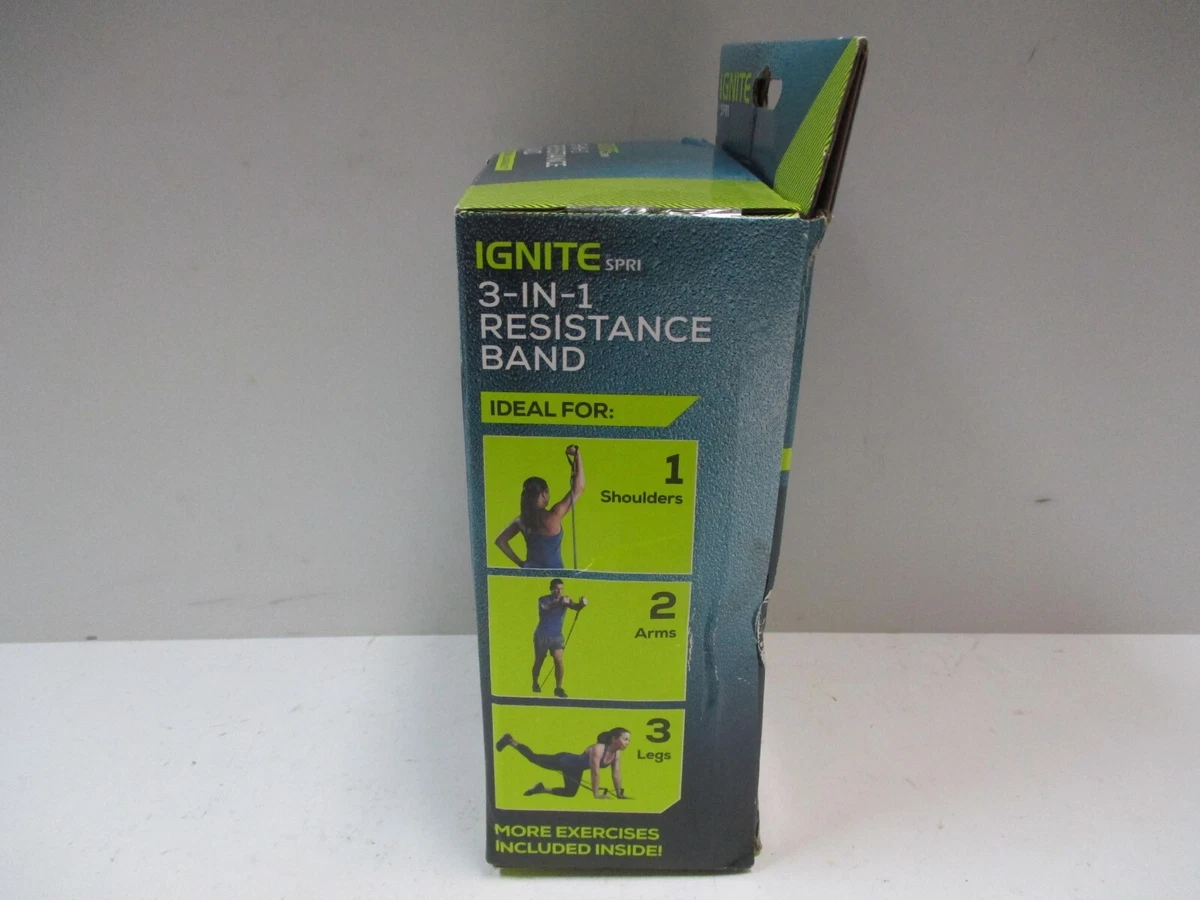 IGNITE
SPRI
IGNITE SPRI
3-IN-1
RESISTANCE
BAND
IDEAL FOR:
1
Shoulders
2
Arms
3
Legs
MORE EXERCISES
INCLUDED INSIDE!